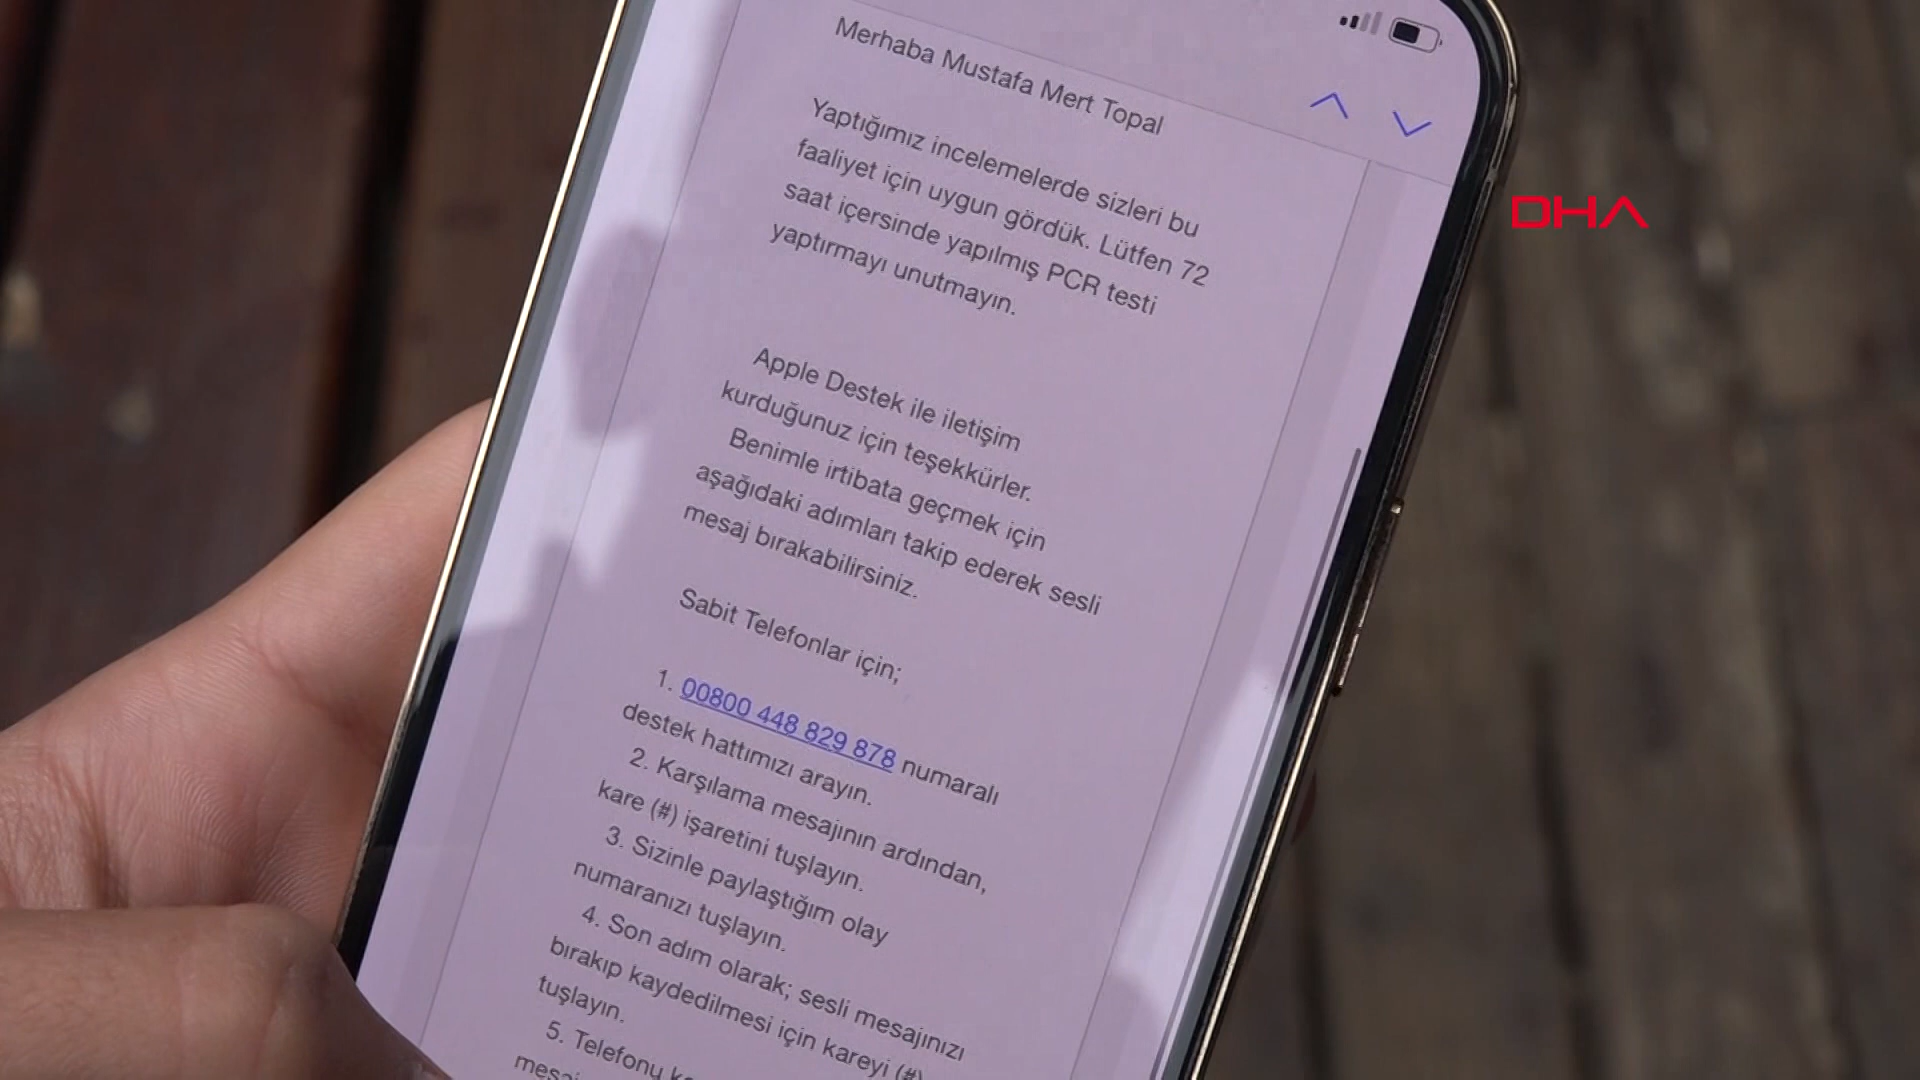 Merhaba Mustafa Mert Topal
Yaptığımız incelemelerde sizleri bu
faaliyet için uygun gördük. Lütfen 72
saat içersinde yapılmış PCR testi
yaptırmayı unutmayın.
Apple Destek ile iletişim
kurduğunuz için teşekkürler.
Benimle irtibata geçmek için
aşağıdaki adımları takip ederek sesli
mesaj bırakabilirsiniz.
Sabit Telefonlar için;
1. 00800 448 829 878 numaralı
destek hattımızı arayın.
2. Karşılama mesajının ardından,
kare (#) işaretini tuşlayın.
3. Sizinle paylaştığım olay
numaranızı tuşlayın.
4. Son adım olarak; sesli mesajınızı
bırakıp kaydedilmesi için kareyi (#)
tuşlayın.
5. Telefonu
DHA